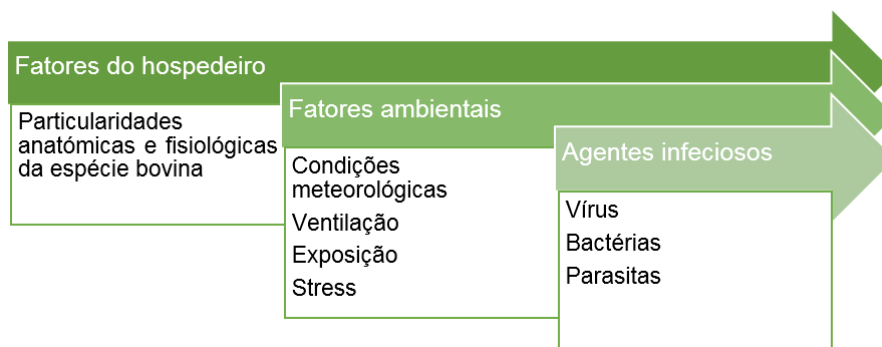 Fatores do hospedeiro
Particularidades
anatómicas e fisiológicas
da espécie bovina
Fatores ambientais
Condições
meteorológicas
Ventilação
Exposição
Stress
Agentes infeciosos
Vírus
Bactérias
Parasitas